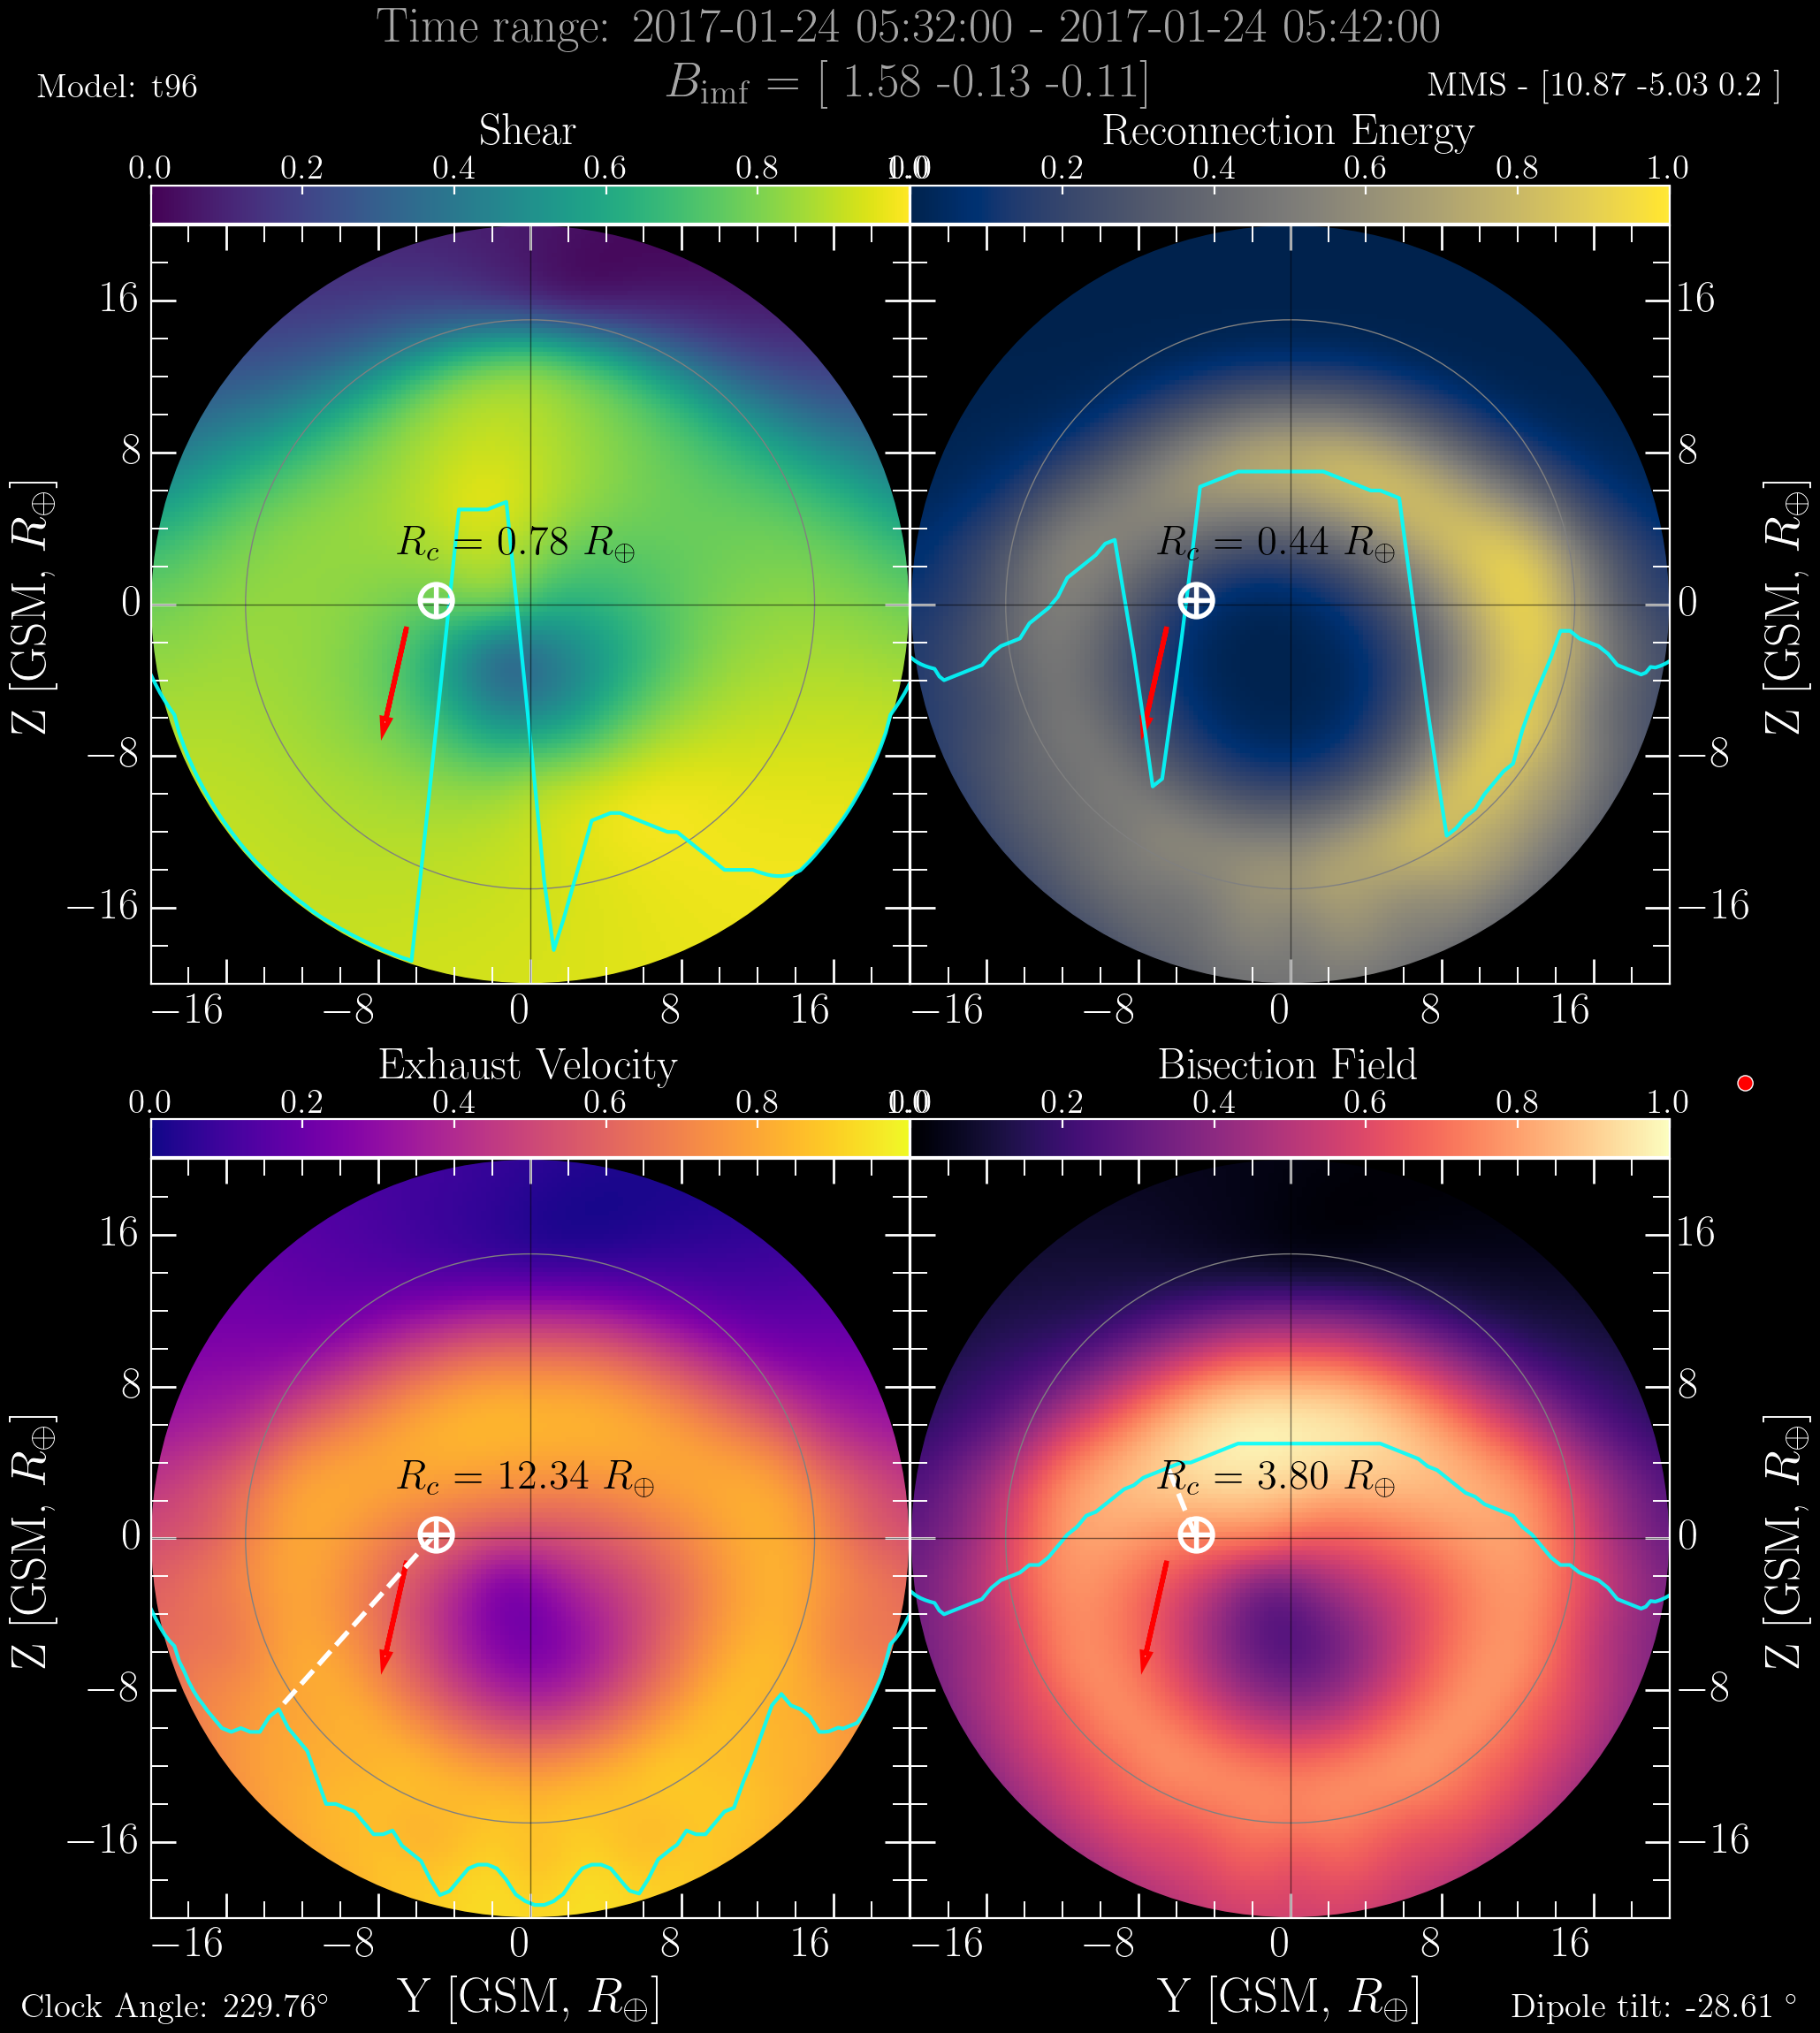 Time range: 2017-01-24 05:32:00 - 2017-01-24 05:42:00
Model: t96
B_imf = [ 1.58 -0.13 -0.11]
MMS - [10.87 -5.03 0.2 ]
Shear
Reconnection Energy
0.0 0.2 0.4 0.6 0.8 1.0
0.0 0.2 0.4 0.6 0.8 1.0
16
8
0
−8
−16
Z [GSM, R⊕]
R_c = 0.78 R⊕
R_c = 0.44 R⊕
16
8
0
−8
−16
Z [GSM, R⊕]
−16 −8 0 8 16
−16 −8 0 8 16
Exhaust Velocity
Bisection Field
0.0 0.2 0.4 0.6 0.8 1.0
0.0 0.2 0.4 0.6 0.8 1.0
16
8
0
−8
−16
Z [GSM, R⊕]
R_c = 12.34 R⊕
R_c = 3.80 R⊕
16
8
0
−8
−16
Z [GSM, R⊕]
−16 −8 0 8 16
−16 −8 0 8 16
Y [GSM, R⊕]
Y [GSM, R⊕]
Clock Angle: 229.76°
Dipole tilt: -28.61 °